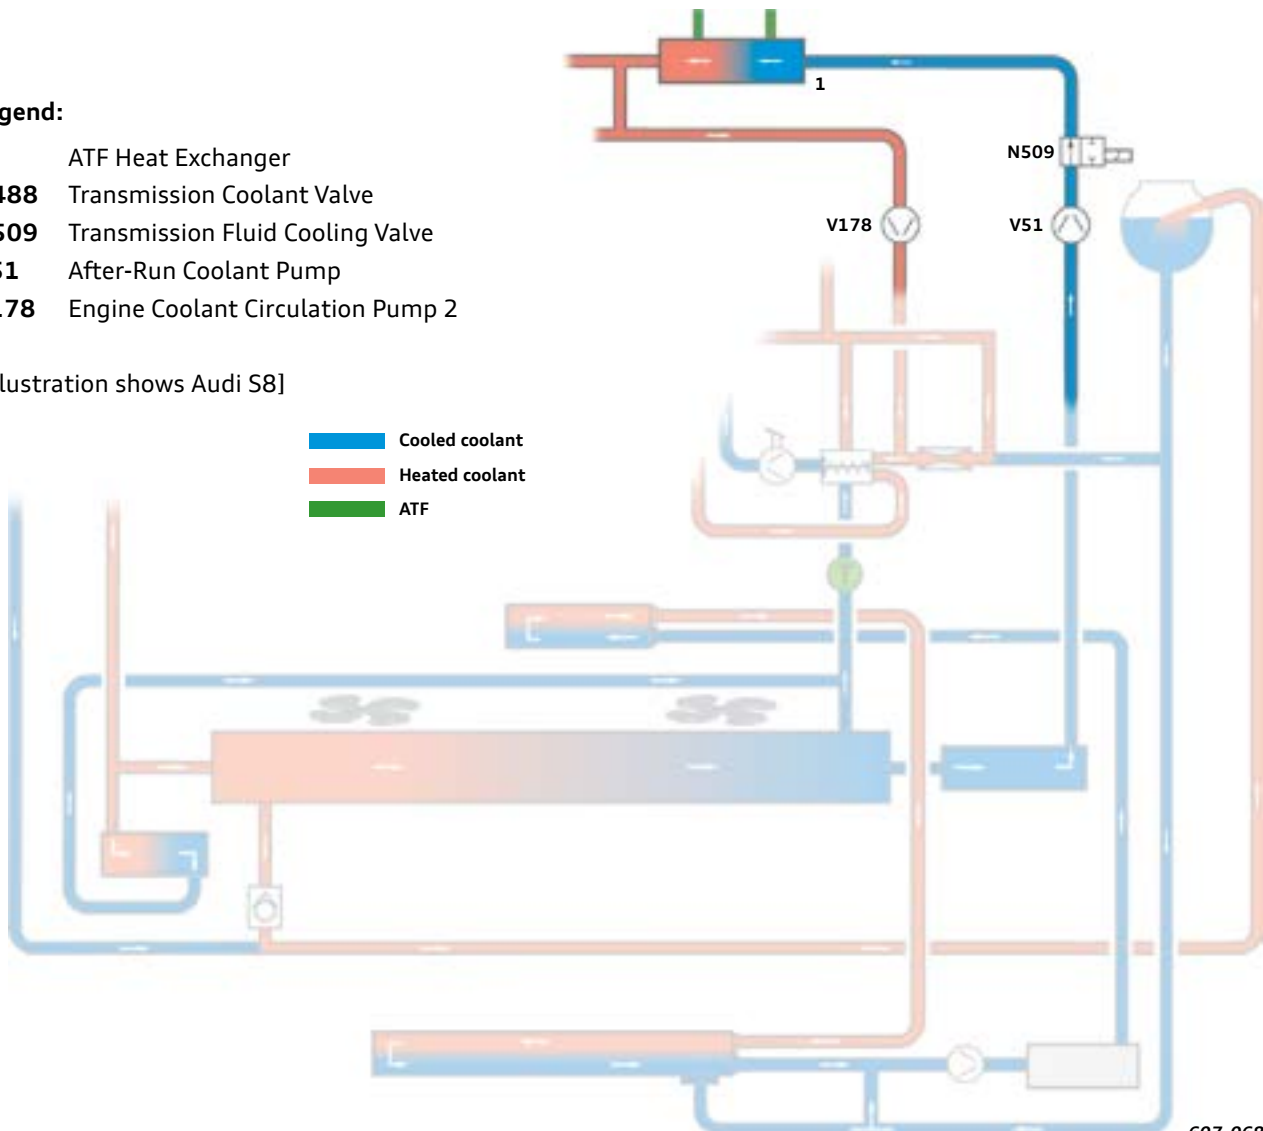 gend:
ATF Heat Exchanger
488 Transmission Coolant Valve
509 Transmission Fluid Cooling Valve
51 After-Run Coolant Pump
178 Engine Coolant Circulation Pump 2
lustration shows Audi S8]
Cooled coolant
Heated coolant
ATF
1
N509
V178
V51